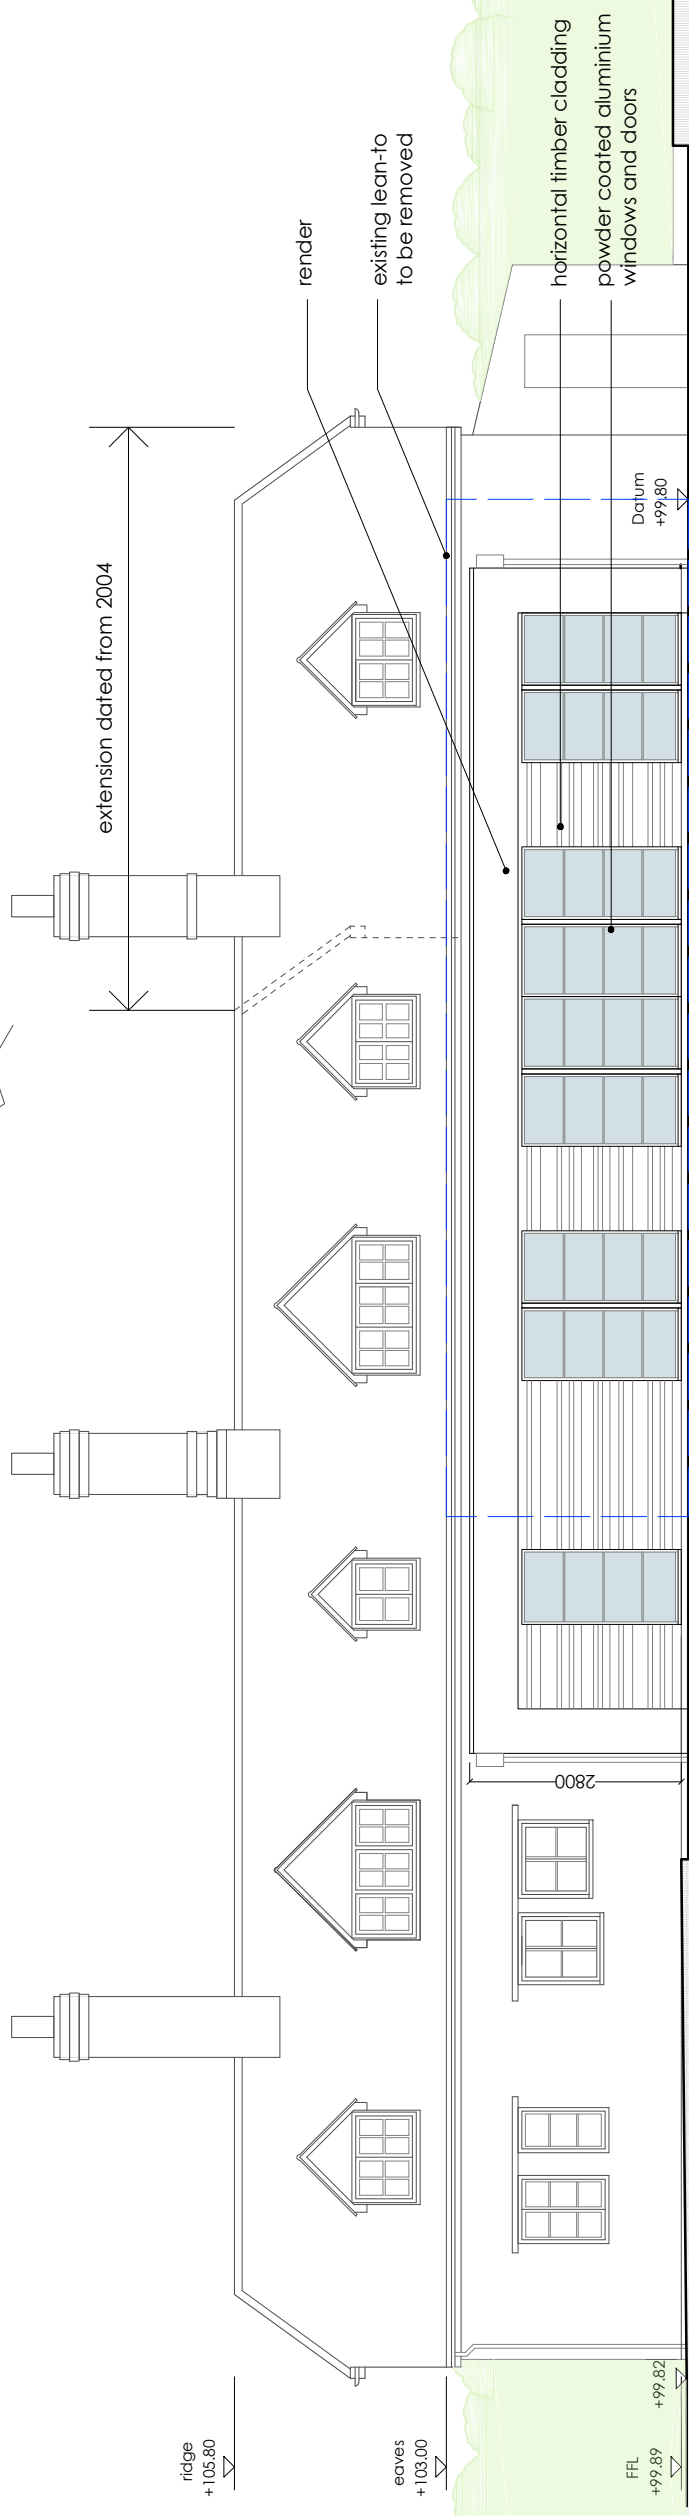 extension dated from 2004
render
existing lean-to
to be removed
horizontal timber cladding
powder coated aluminium
windows and doors
Datum
+99.80
2800
ridge
+105.80
eaves
+103.00
FFL
+99.89
+99.82